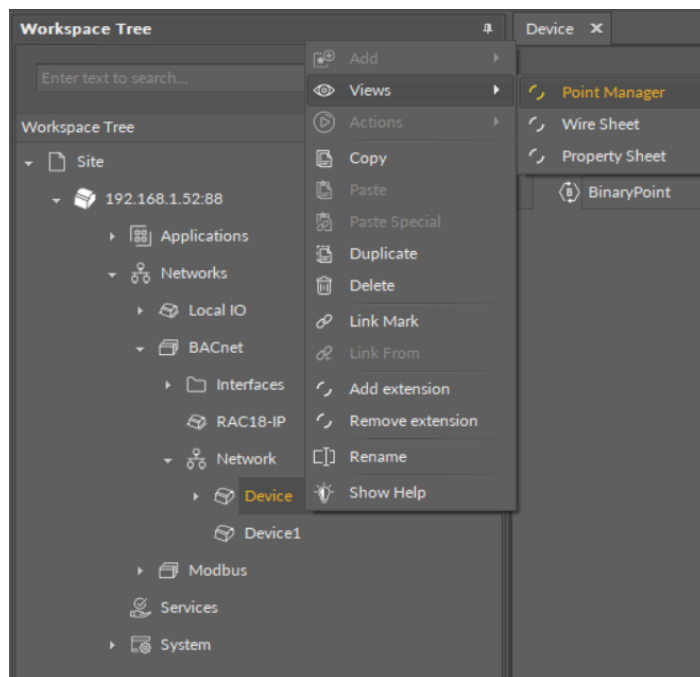 Workspace Tree
Enter text to search...
Workspace Tree
Site
192.168.1.52:88
Applications
Networks
Local IO
BACnet
Interfaces
RAC18-IP
Network
Device
Device1
Modbus
Services
System
Add
Views
Actions
Copy
Paste
Paste Special
Duplicate
Delete
Link Mark
Link From
Add extension
Remove extension
Rename
Show Help
Device
Point Manager
Wire Sheet
Property Sheet
BinaryPoint